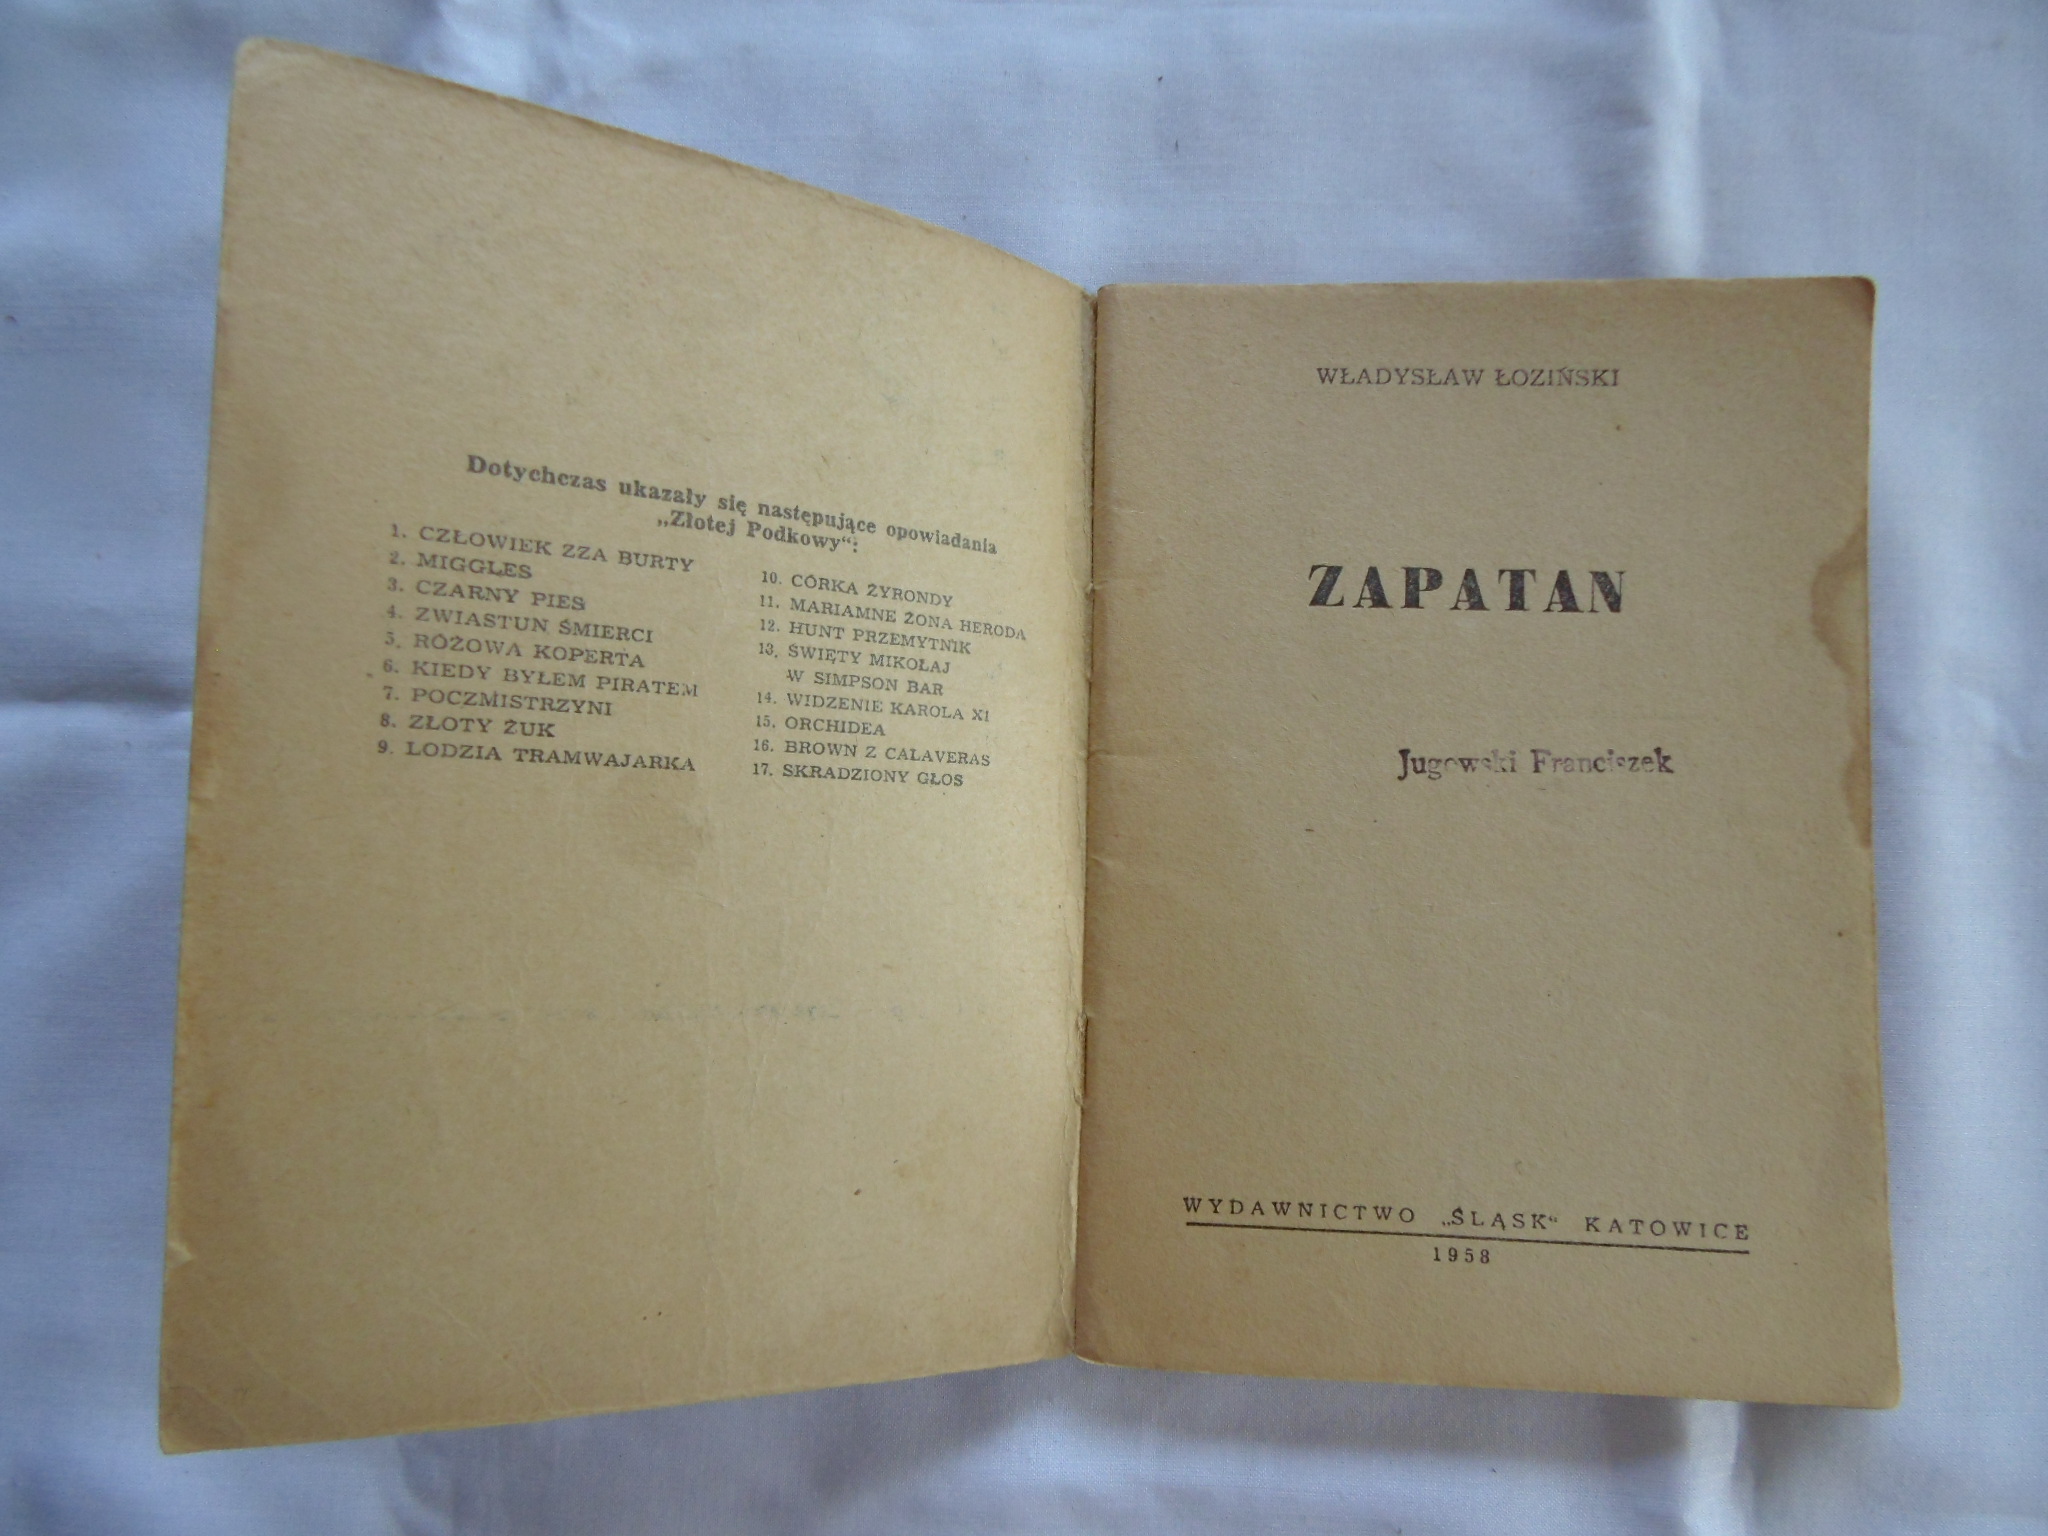 Dotychczas ukazały się następujące opowiadania
„Złotej Podkowy“:
1. CZŁOWIEK ZZA BURTY
2. MIGGLES
3. CZARNY PIES
4. ZWIASTUN ŚMIERCI
5. RÓŻOWA KOPERTA
6. KIEDY BYŁEM PIRATEM
7. POCZMISTRZYNI
8. ZŁOTY ŻUK
9. LODZIA TRAMWAJARKA
10. CÓRKA ŻYRONDY
11. MARIAMNE ŻONA HERODA
12. HUNT PRZEMYTNIK
13. ŚWIĘTY MIKOŁAJ
W SIMPSON BAR
14. WIDZENIE KAROLA XI
15. ORCHIDEA
16. BROWN Z CALAVERAS
17. SKRADZIONY GŁOS
WŁADYSŁAW ŁOZIŃSKI
ZAPATAN
Jugowski Franciszek
WYDAWNICTWO „ŚLĄSK“ KATOWICE
1958